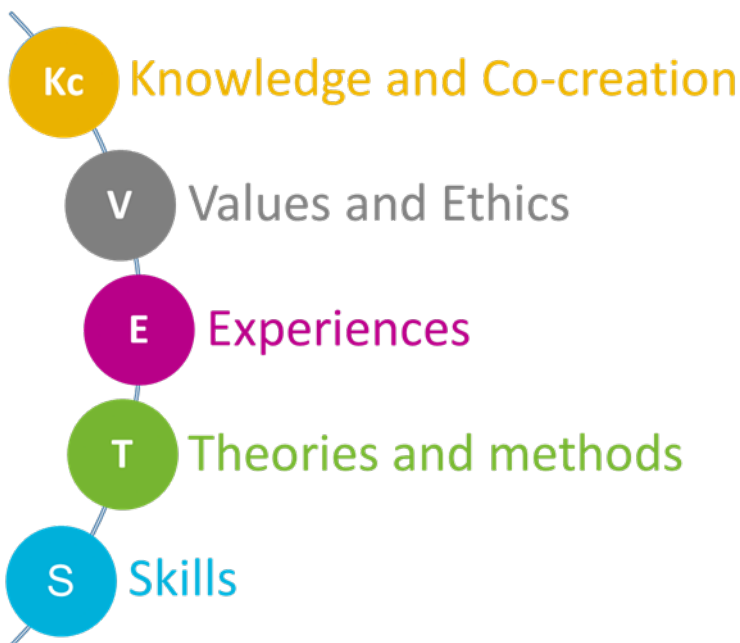 Kc Knowledge and Co-creation
V Values and Ethics
E Experiences
T Theories and methods
S Skills